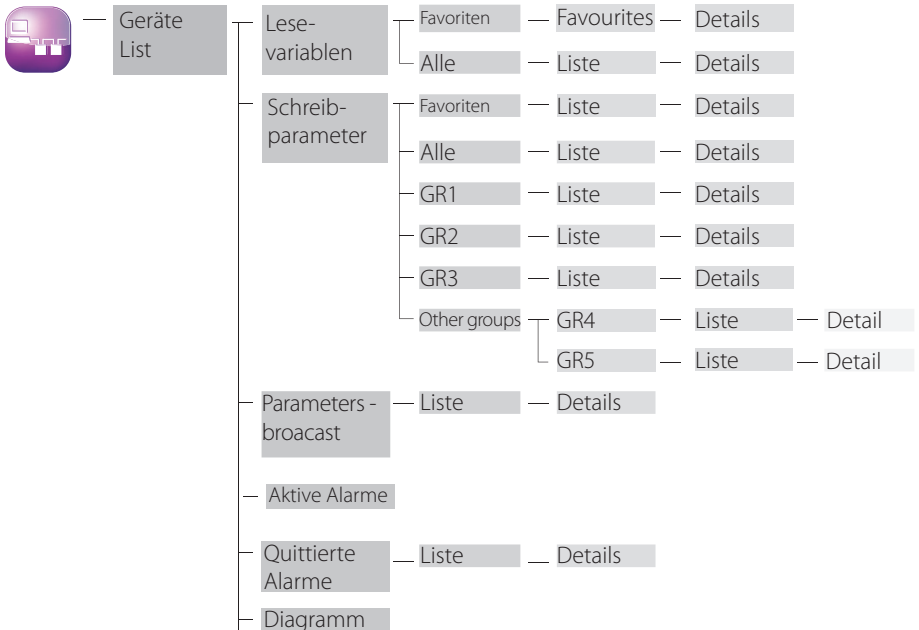 Geräte
List
Lese-
variablen
Favoriten
Favourites
Details
Alle
Liste
Details
Schreib-
parameter
Favoriten
Liste
Details
Alle
Liste
Details
GR1
Liste
Details
GR2
Liste
Details
GR3
Liste
Details
Other groups
GR4
Liste
Detail
GR5
Liste
Detail
Parameters -
broacast
Liste
Details
Aktive Alarme
Quittierte
Alarme
Liste
Details
Diagramm